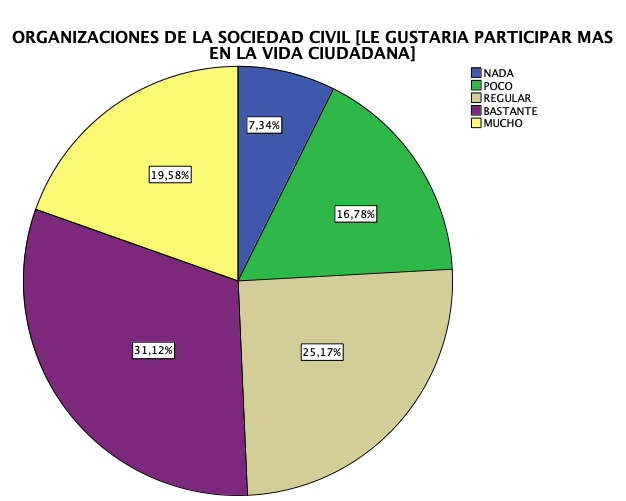 ORGANIZACIONES DE LA SOCIEDAD CIVIL [LE GUSTARIA PARTICIPAR MAS
EN LA VIDA CIUDADANA]
NADA
POCO
REGULAR
BASTANTE
MUCHO
7,34%
16,78%
25,17%
31,12%
19,58%